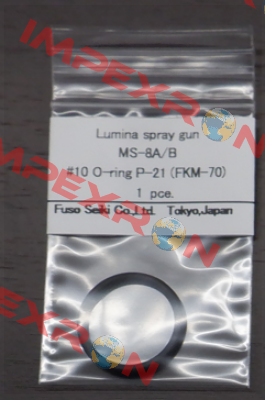 IMPEXRON
Lumina spray gun
MS-8A/B
#10 O-ring P-21 (FKM-70)
1 pce.
Fuso Seiki Co.,Ltd. Tokyo,Japan
IMPEXRON